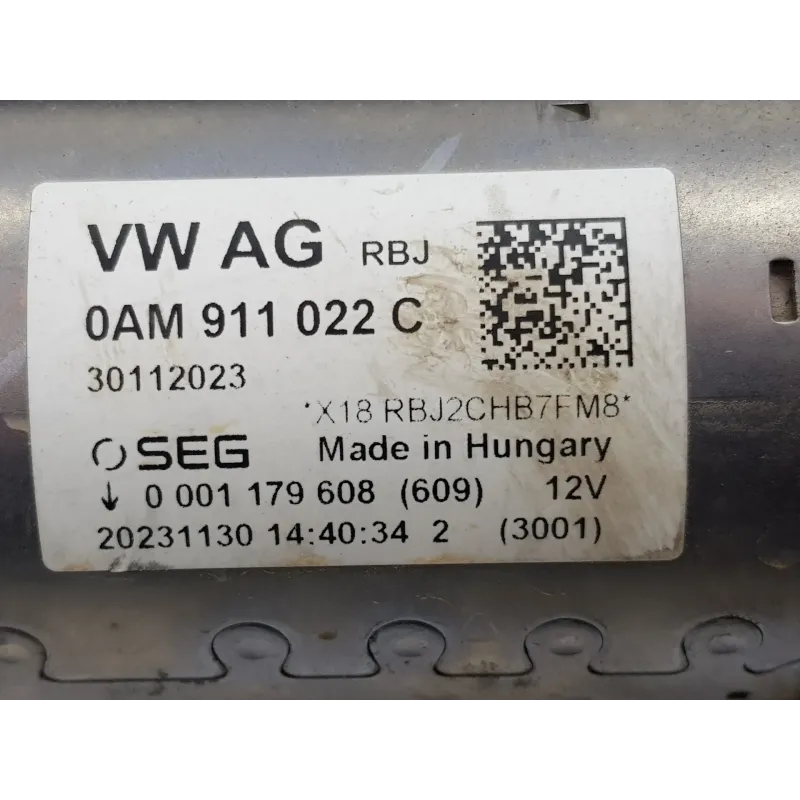 VW AG RBJ
0AM 911 022 C
30112023
*X18 RBJ2CHB7FM8*
SEG Made in Hungary
↓ 0 001 179 608 (609) 12V
20231130 14:40:34 2 (3001)